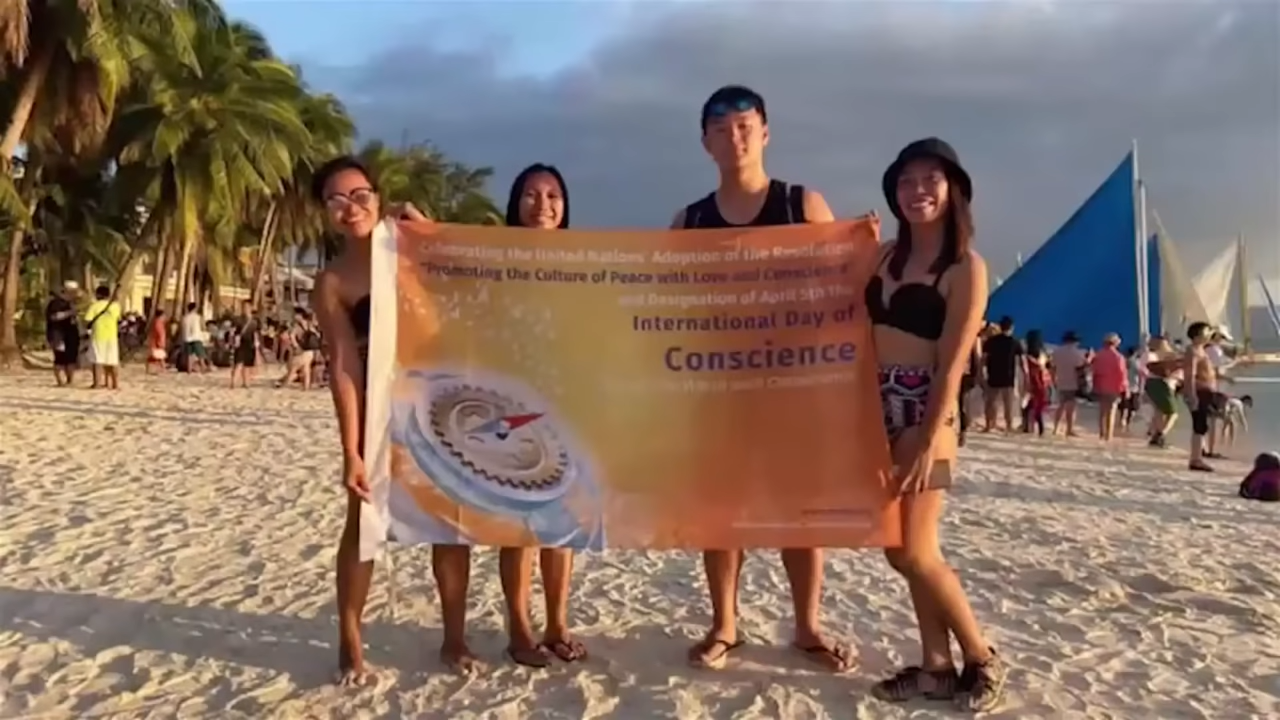 Celebrating the United Nations' Adoption of the Resolution
"Promoting the Culture of Peace with Love and Conscience"
and Designation of April 5th The
International Day of
Conscience